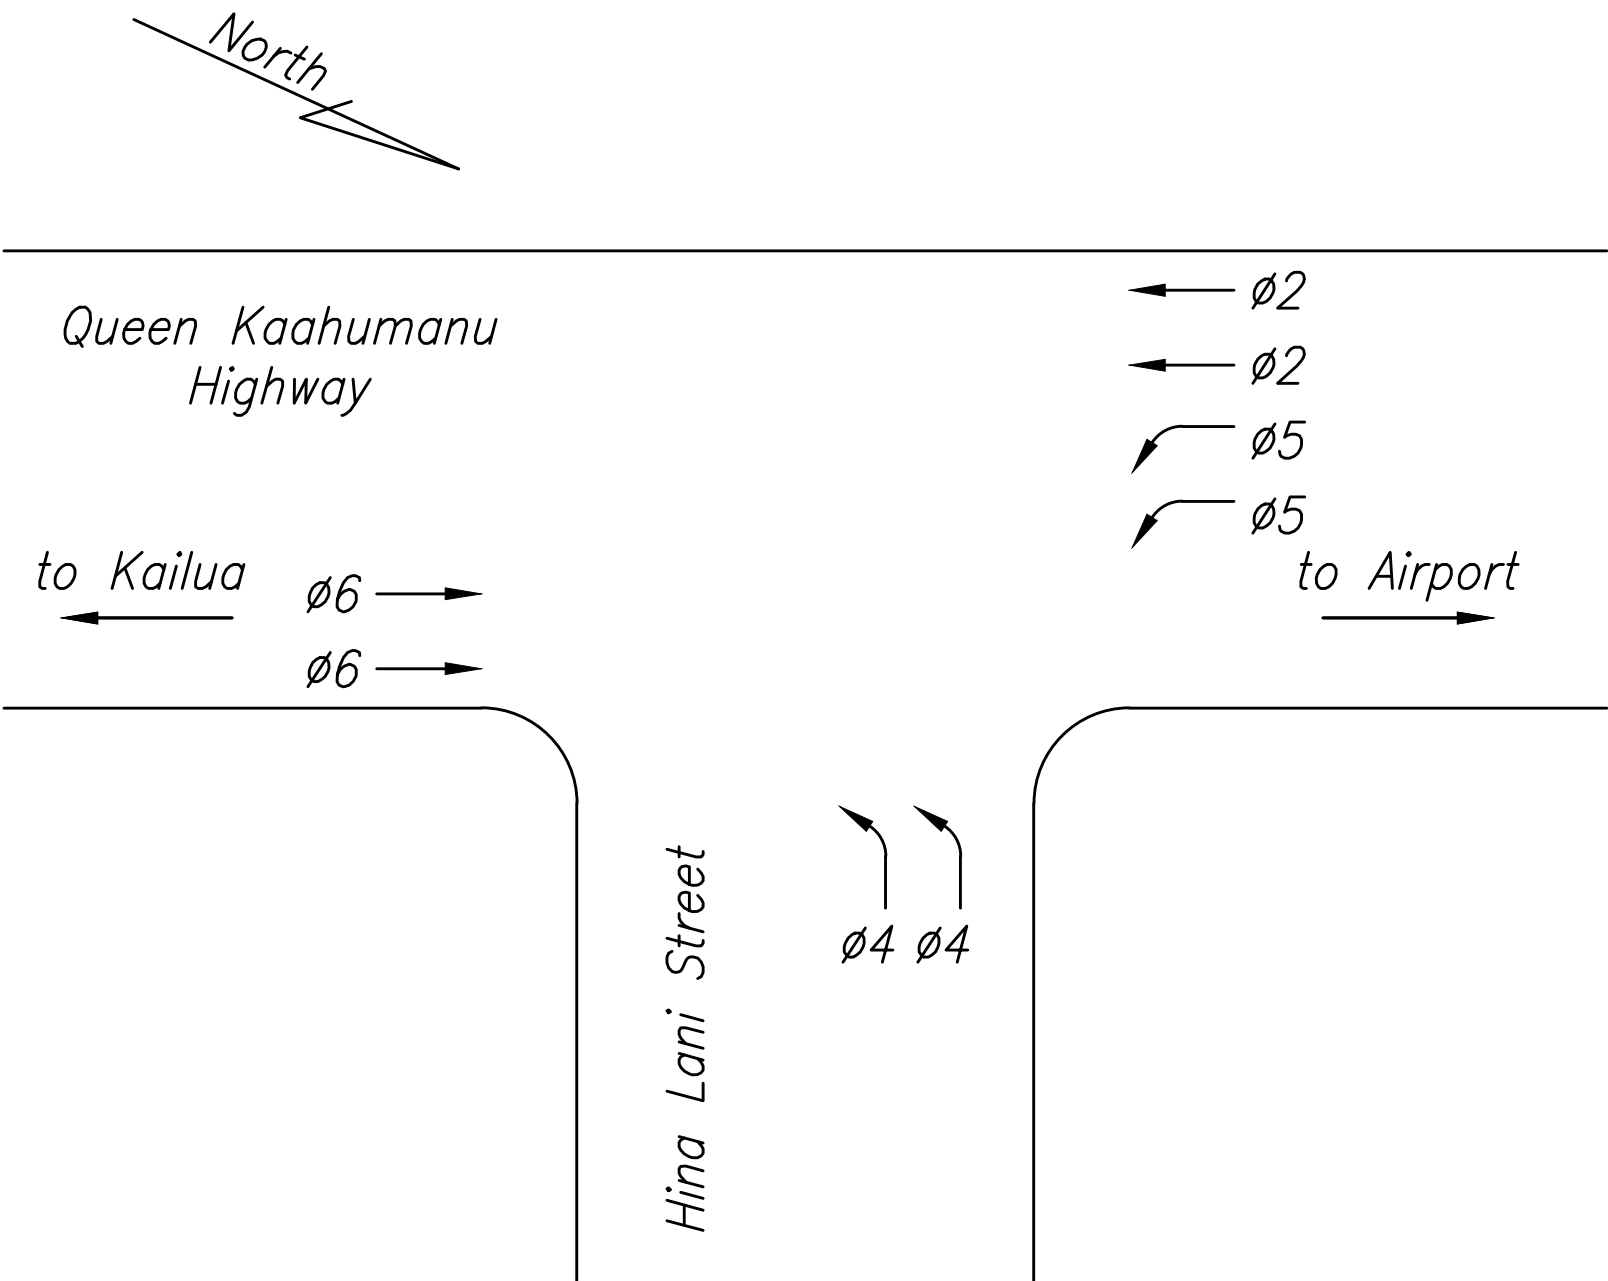 North
Queen Kaahumanu
Highway
ø2
ø2
ø5
ø5
to Kailua
ø6
ø6
to Airport
ø4 ø4
Hina Lani Street